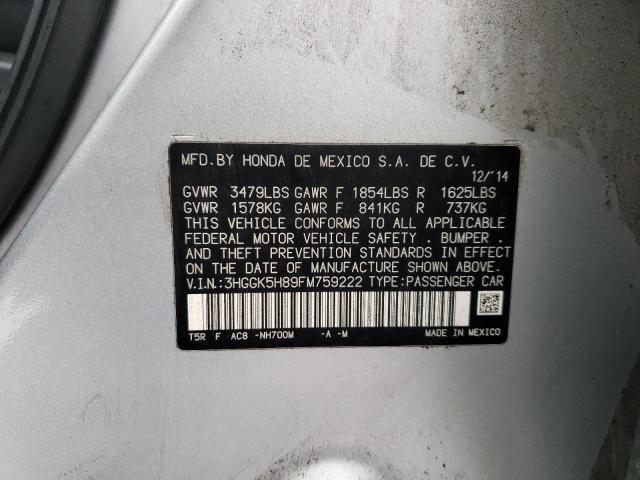 MFD.BY HONDA DE MEXICO S.A. DE C.V.
12/'14
GVWR 3479LBS GAWR F 1854LBS R 1625LBS
GVWR 1578KG GAWR F 841KG R 737KG
THIS VEHICLE CONFORMS TO ALL APPLICABLE
FEDERAL MOTOR VEHICLE SAFETY . BUMPER .
AND THEFT PREVENTION STANDARDS IN EFFECT
ON THE DATE OF MANUFACTURE SHOWN ABOVE.
V.I.N.:3HGGK5H89FM759222 TYPE:PASSENGER CAR
T5R F AC8 -NH700M -A -M MADE IN MEXICO